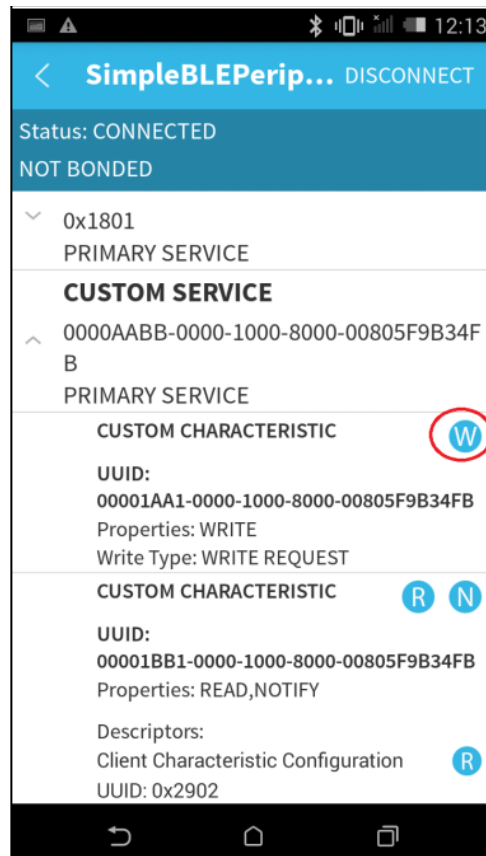 12:13
SimpleBLEPerip... DISCONNECT
Status: CONNECTED
NOT BONDED
0x1801
PRIMARY SERVICE
CUSTOM SERVICE
0000AABB-0000-1000-8000-00805F9B34F
B
PRIMARY SERVICE
CUSTOM CHARACTERISTIC W
UUID:
00001AA1-0000-1000-8000-00805F9B34FB
Properties: WRITE
Write Type: WRITE REQUEST
CUSTOM CHARACTERISTIC R N
UUID:
00001BB1-0000-1000-8000-00805F9B34FB
Properties: READ,NOTIFY
Descriptors:
Client Characteristic Configuration R
UUID: 0x2902